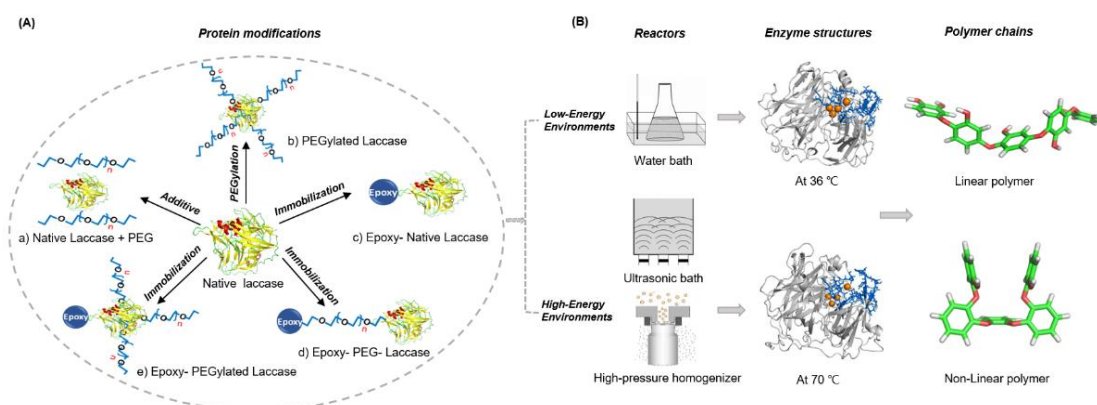 (A)
Protein modifications
b) PEGylated Laccase
PEGylation
Additive
Immobilization
Epoxy
a) Native Laccase + PEG
c) Epoxy- Native Laccase
Immobilization
Immobilization
Native laccase
Epoxy
Epoxy
d) Epoxy- PEG- Laccase
e) Epoxy- PEGylated Laccase
(B)
Reactors
Enzyme structures
Polymer chains
Low-Energy
Environments
Water bath
At 36 ℃
Linear polymer
Ultrasonic bath
High-Energy
Environments
High-pressure homogenizer
At 70 ℃
Non-Linear polymer